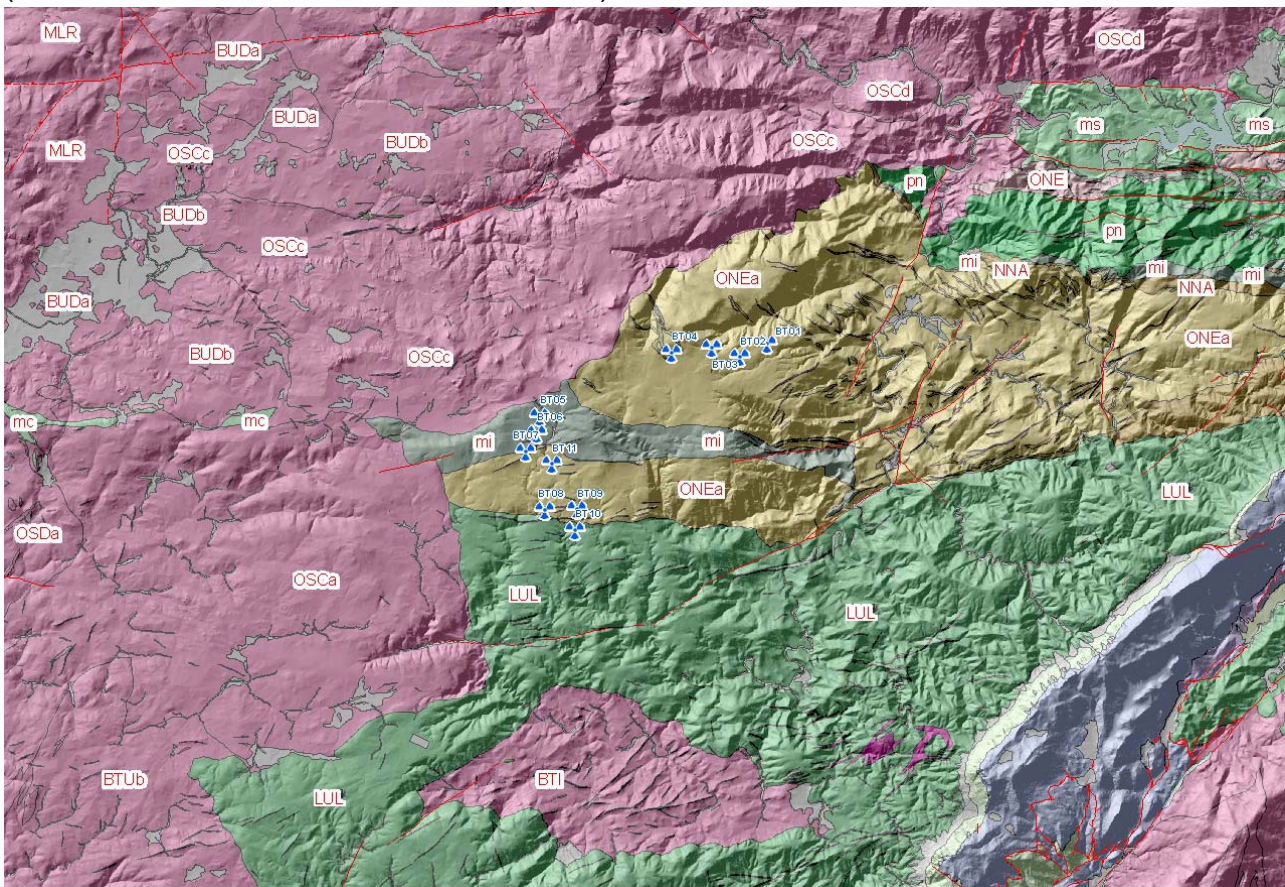 MLR
BUDa
OSCd
BUDa
OSCd
ms
ms
MLR
OSCc
BUDb
OSCc
pn
ONE
BUDb
pn
OSCc
mi
NNA
mi
mi
ONEa
NNA
BUDa
BT01
ONEa
BT04
BT02
BUDb
OSCc
BT03
BT05
mc
mc
BT06
mi
BT07
mi
BT11
ONEa
LUL
BT08
BT09
BT10
OSDa
OSCa
LUL
LUL
BTUb
LUL
BTI